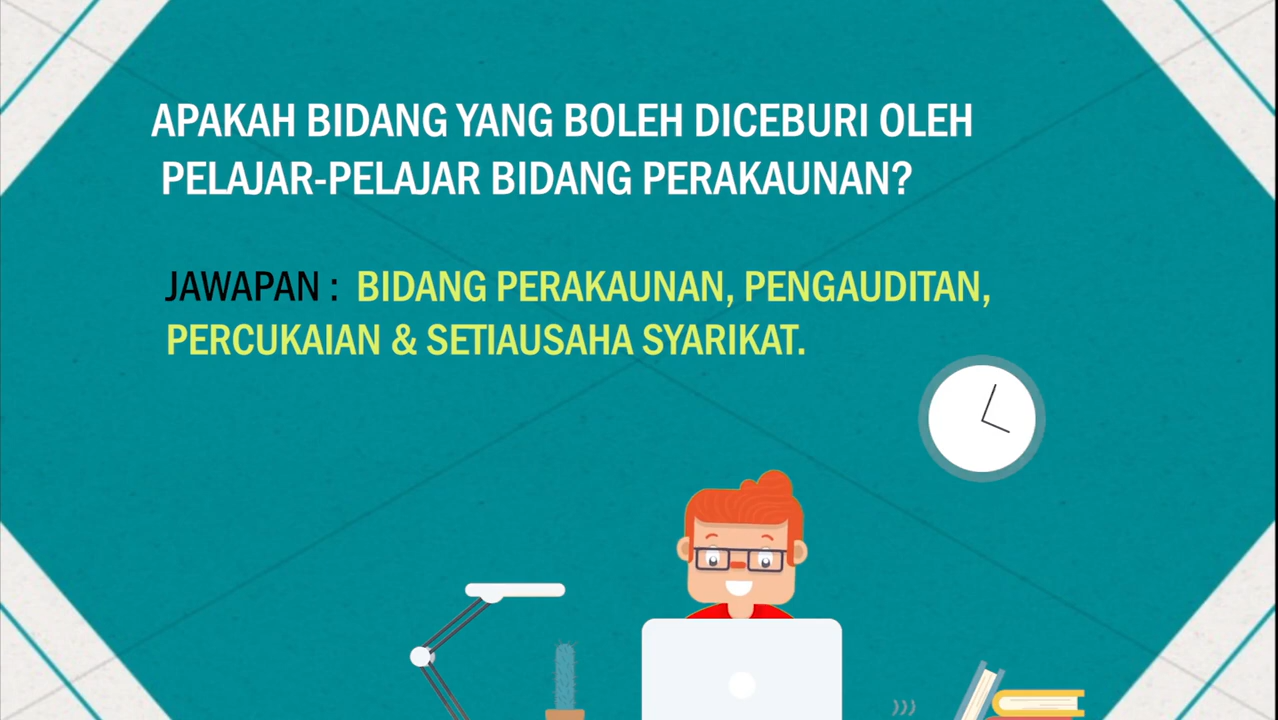 APAKAH BIDANG YANG BOLEH DICEBURI OLEH
PELAJAR-PELAJAR BIDANG PERAKAUNAN?
JAWAPAN : BIDANG PERAKAUNAN, PENGAUDITAN,
PERCUKAIAN & SETIAUSAHA SYARIKAT.